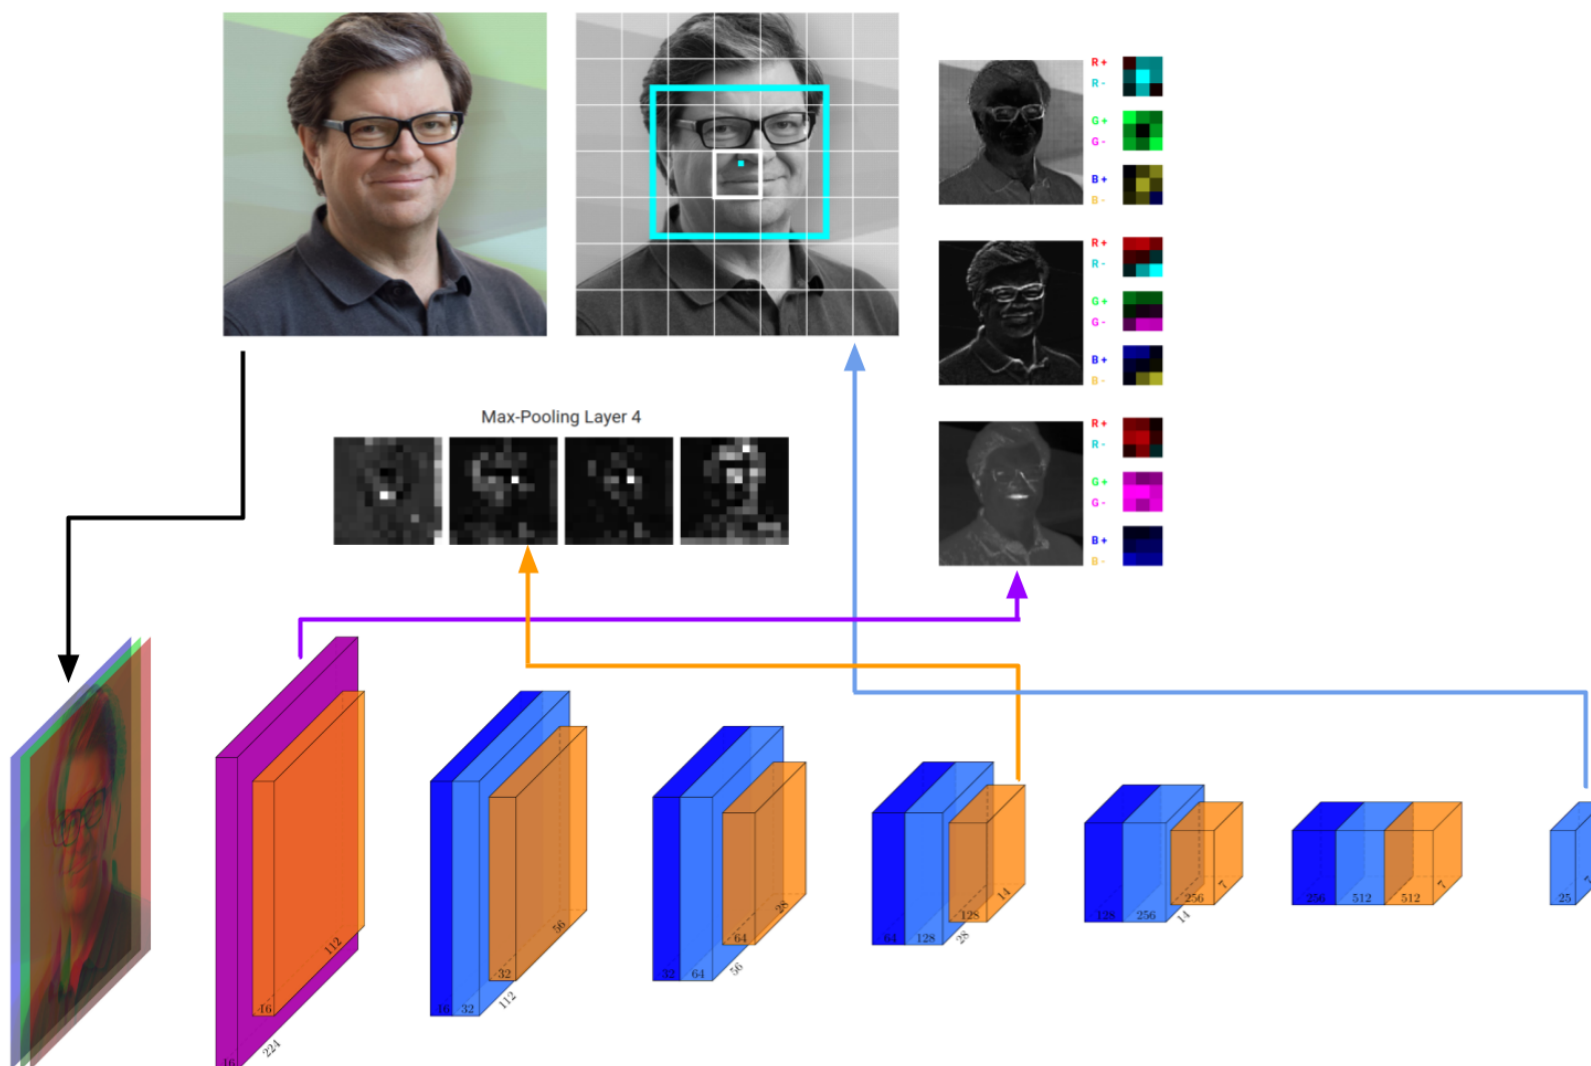 R +
R -
G +
G -
B +
B -
R +
R -
G +
G -
B +
B -
Max-Pooling Layer 4
R +
R -
G +
G -
B +
B -
16
224
16
112
16
32
112
32
56
32
64
56
64
28
64
128
28
128
14
128
256
14
256
7
256
512
512
7
25